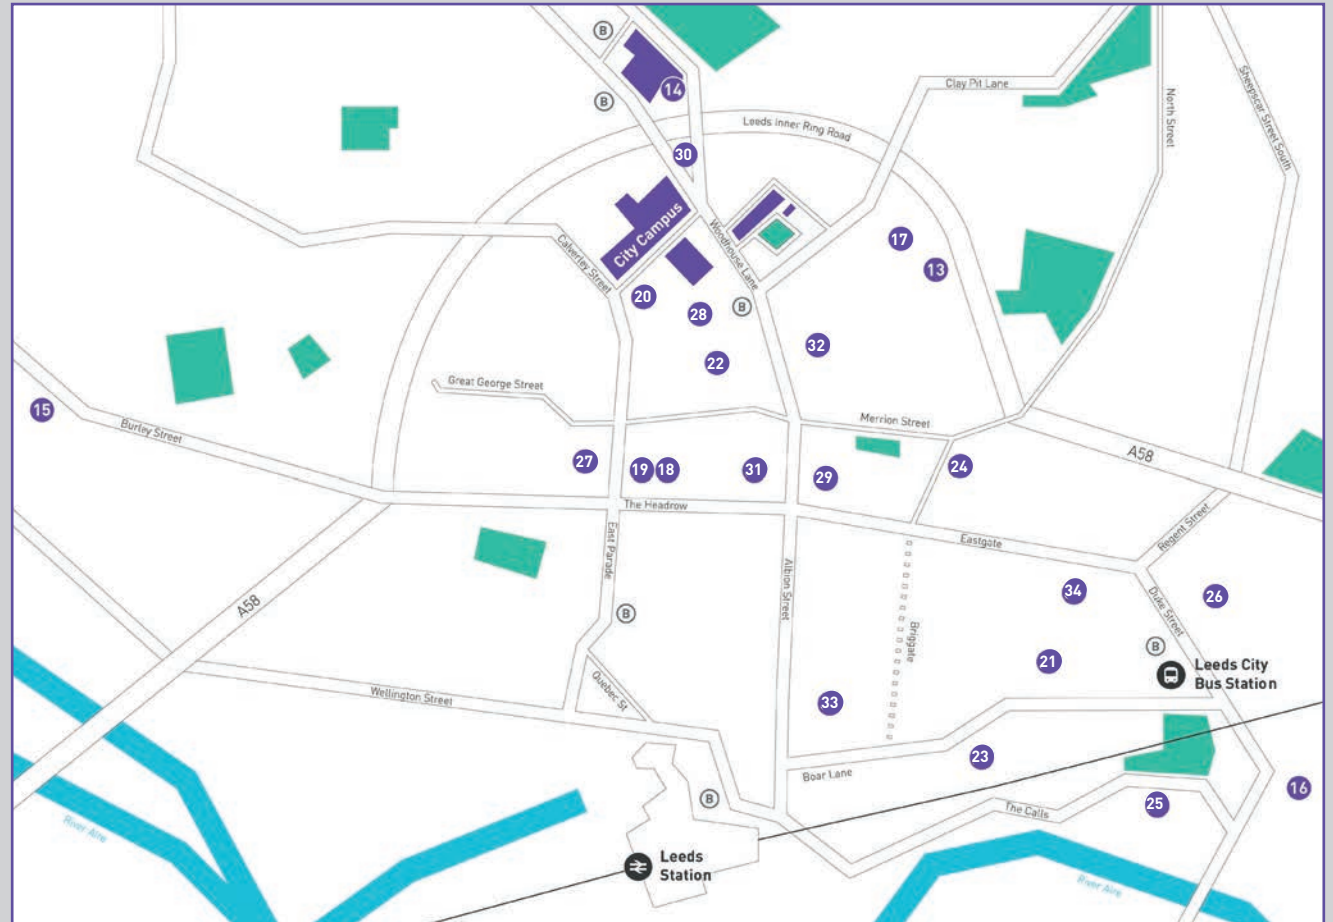 B
14
B
Clay Pit Lane
North Street
Sheepscar Street South
Leeds Inner Ring Road
30
City Campus
Woodhouse Lane
17
Calverley Street
13
20
28
B
32
22
Great George Street
15
Burley Street
Merrion Street
A58
27
19
18
31
29
24
The Headrow
Regent Street
East Parade
Eastgate
Albion Street
34
26
Duke Street
A58
B
Briggate
B
21
Leeds City
Bus Station
Quebec St
Wellington Street
33
23
Boar Lane
16
B
The Calls
25
River Aire
Leeds
Station
River Aire